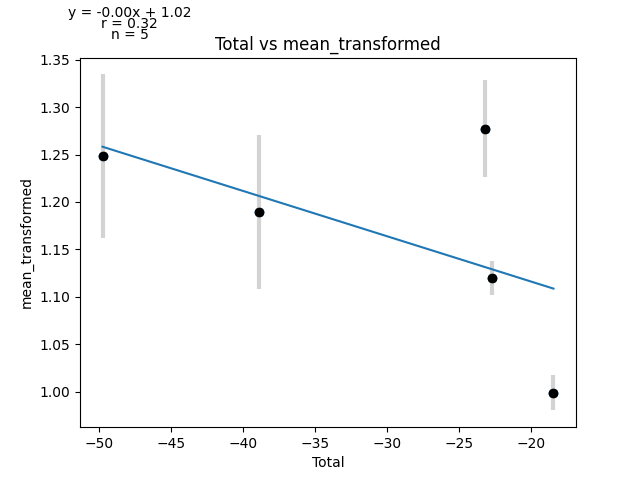 y = -0.00x + 1.02
r = 0.32
n = 5
Total vs mean_transformed
1.35
1.30
1.25
1.20
1.15
1.10
1.05
1.00
mean_transformed
−50 −45 −40 −35 −30 −25 −20
Total